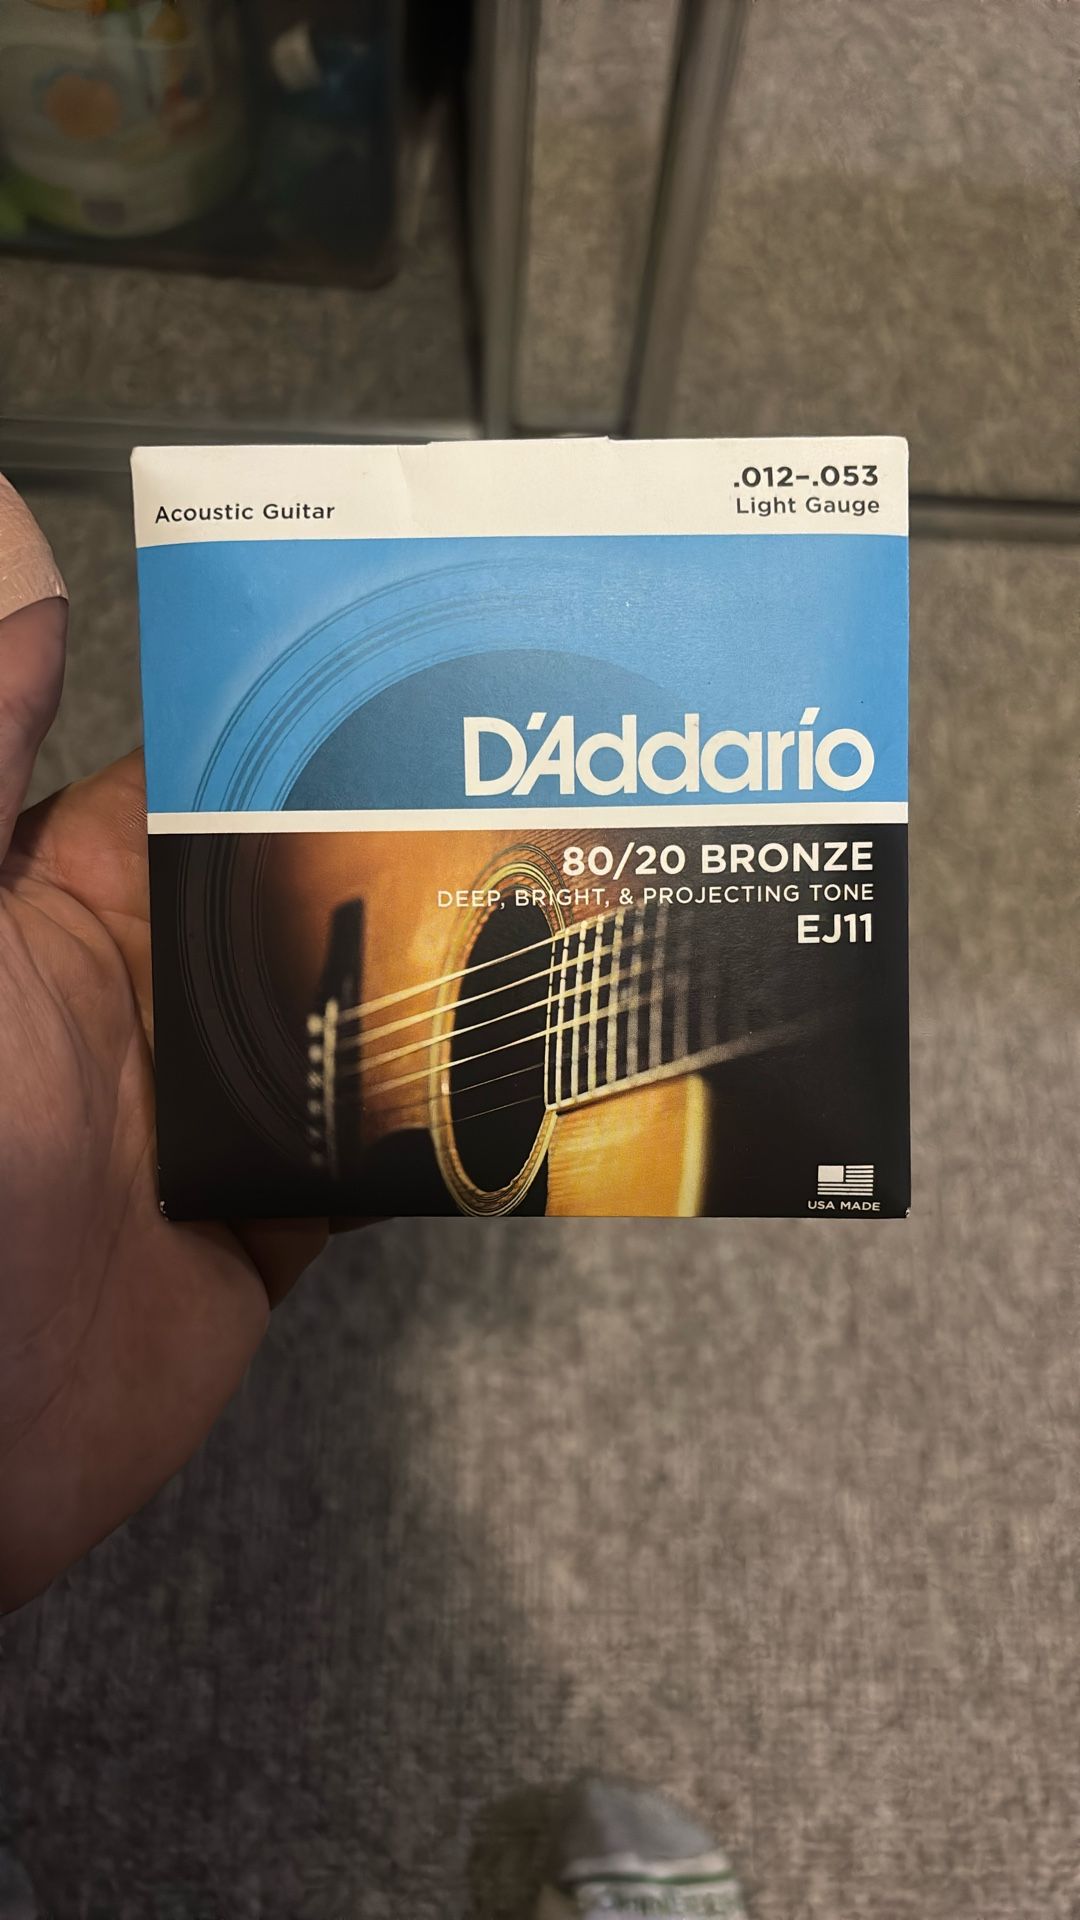 .012–.053
Acoustic Guitar
Light Gauge
D'Addario
80/20 BRONZE
DEEP, BRIGHT, & PROJECTING TONE
EJ11
USA MADE